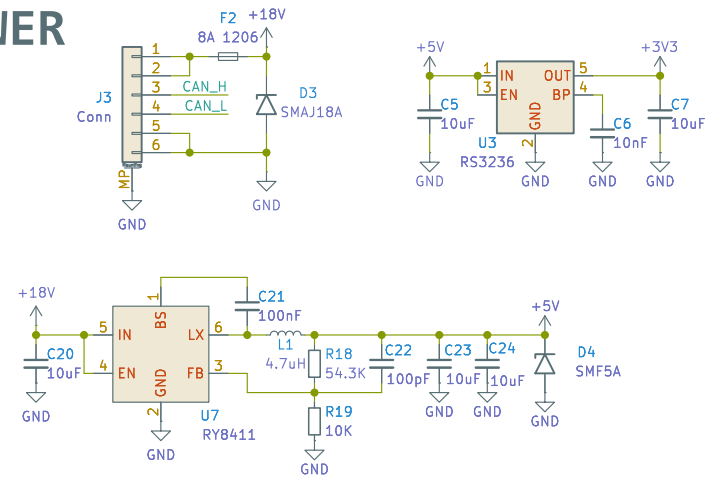 WER
F2
+18V
8A 1206
1
2
3
CAN_H
4
CAN_L
5
6
J3
Conn
MP
GND
D3
SMAJ18A
GND
+5V
C5
10uF
GND
1
IN
3
EN
OUT
5
BP
4
GND
2
U3
RS3236
GND
C6
10nF
GND
+3V3
C7
10uF
GND
+18V
C20
10uF
GND
1
BS
5
IN
4
EN
LX
6
FB
3
GND
2
U7
RY8411
GND
C21
100nF
L1
4.7uH
R18
54.3K
R19
10K
GND
C22
100pF
C23
10uF
GND
C24
10uF
GND
+5V
D4
SMF5A
GND